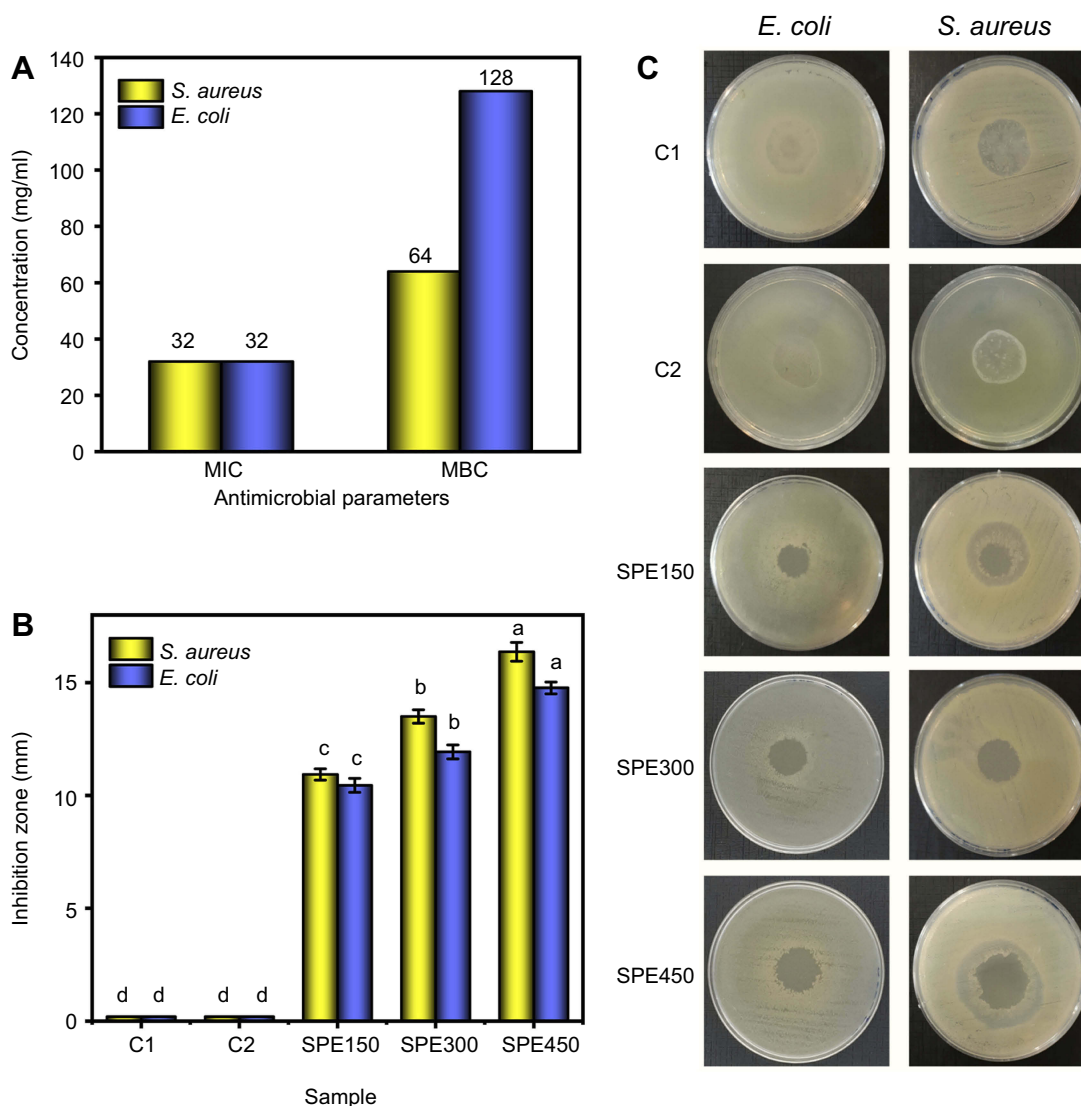 A
Concentration (mg/ml)
140
120
100
80
60
40
20
0
S. aureus
E. coli
32
32
64
128
MIC
MBC
Antimicrobial parameters
B
Inhibition zone (mm)
15
10
5
0
S. aureus
E. coli
d
d
d
d
c
c
b
b
a
a
C1
C2
SPE150
SPE300
SPE450
Sample
C
E. coli
S. aureus
C1
C2
SPE150
SPE300
SPE450